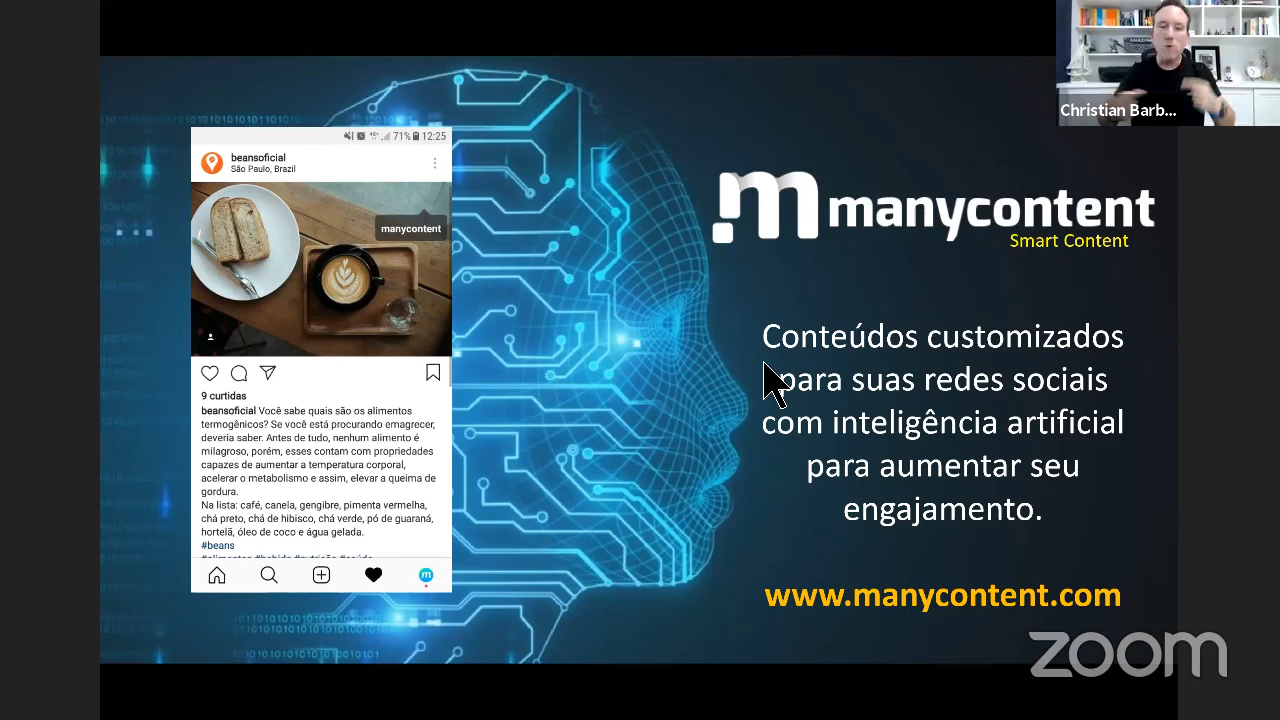 Christian Barb...
71% 12:25
beansoficial
São Paulo, Brazil
manycontent
9 curtidas
beansoficial Você sabe quais são os alimentos
termogênicos? Se você está procurando emagrecer,
deveria saber. Antes de tudo, nenhum alimento é
milagroso, porém, esses contam com propriedades
capazes de aumentar a temperatura corporal,
acelerar o metabolismo e assim, elevar a queima de
gordura.
Na lista: café, canela, gengibre, pimenta vermelha,
chá preto, chá de hibisco, chá verde, pó de guaraná,
hortelã, óleo de coco e água gelada.
#beans
#alimentos #bebida #nutrição #saúde
manycontent
Smart Content
Conteúdos customizados
para suas redes sociais
com inteligência artificial
para aumentar seu
engajamento.
www.manycontent.com
zoom